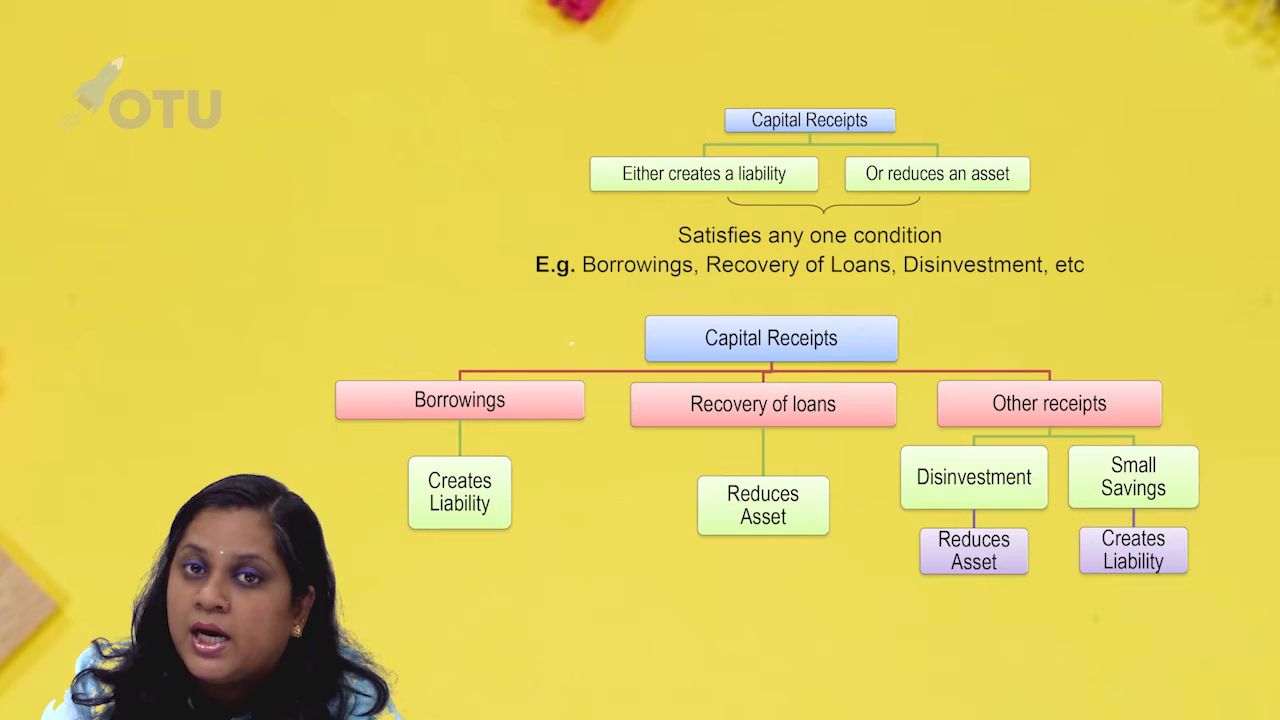 OTU
Capital Receipts
Either creates a liability
Or reduces an asset
Satisfies any one condition
E.g. Borrowings, Recovery of Loans, Disinvestment, etc
Capital Receipts
Borrowings
Recovery of loans
Other receipts
Creates
Liability
Reduces
Asset
Disinvestment
Small
Savings
Reduces
Asset
Creates
Liability